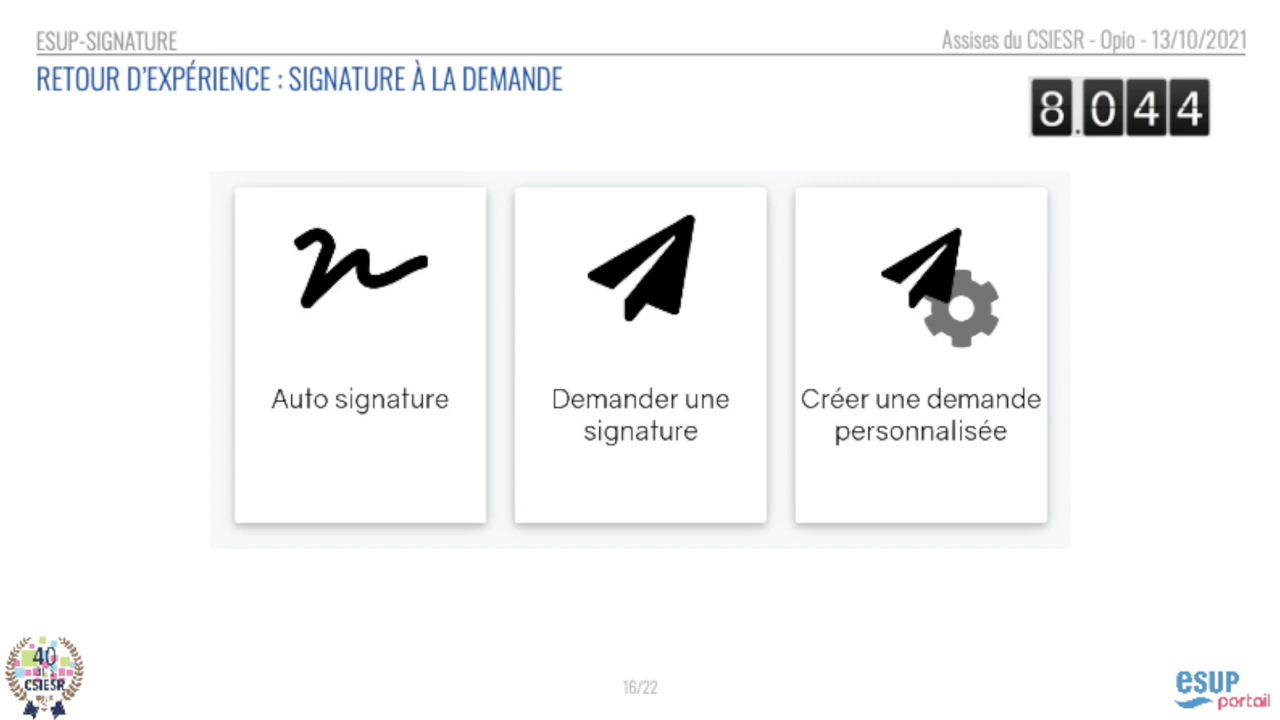 ESUP-SIGNATURE
Assises du CSIESR - Opio - 13/10/2021
RETOUR D'EXPÉRIENCE : SIGNATURE À LA DEMANDE
8.044
Auto signature
Demander une
signature
Créer une demande
personnalisée
40
ans
CSIESR
16/22
esup
portail